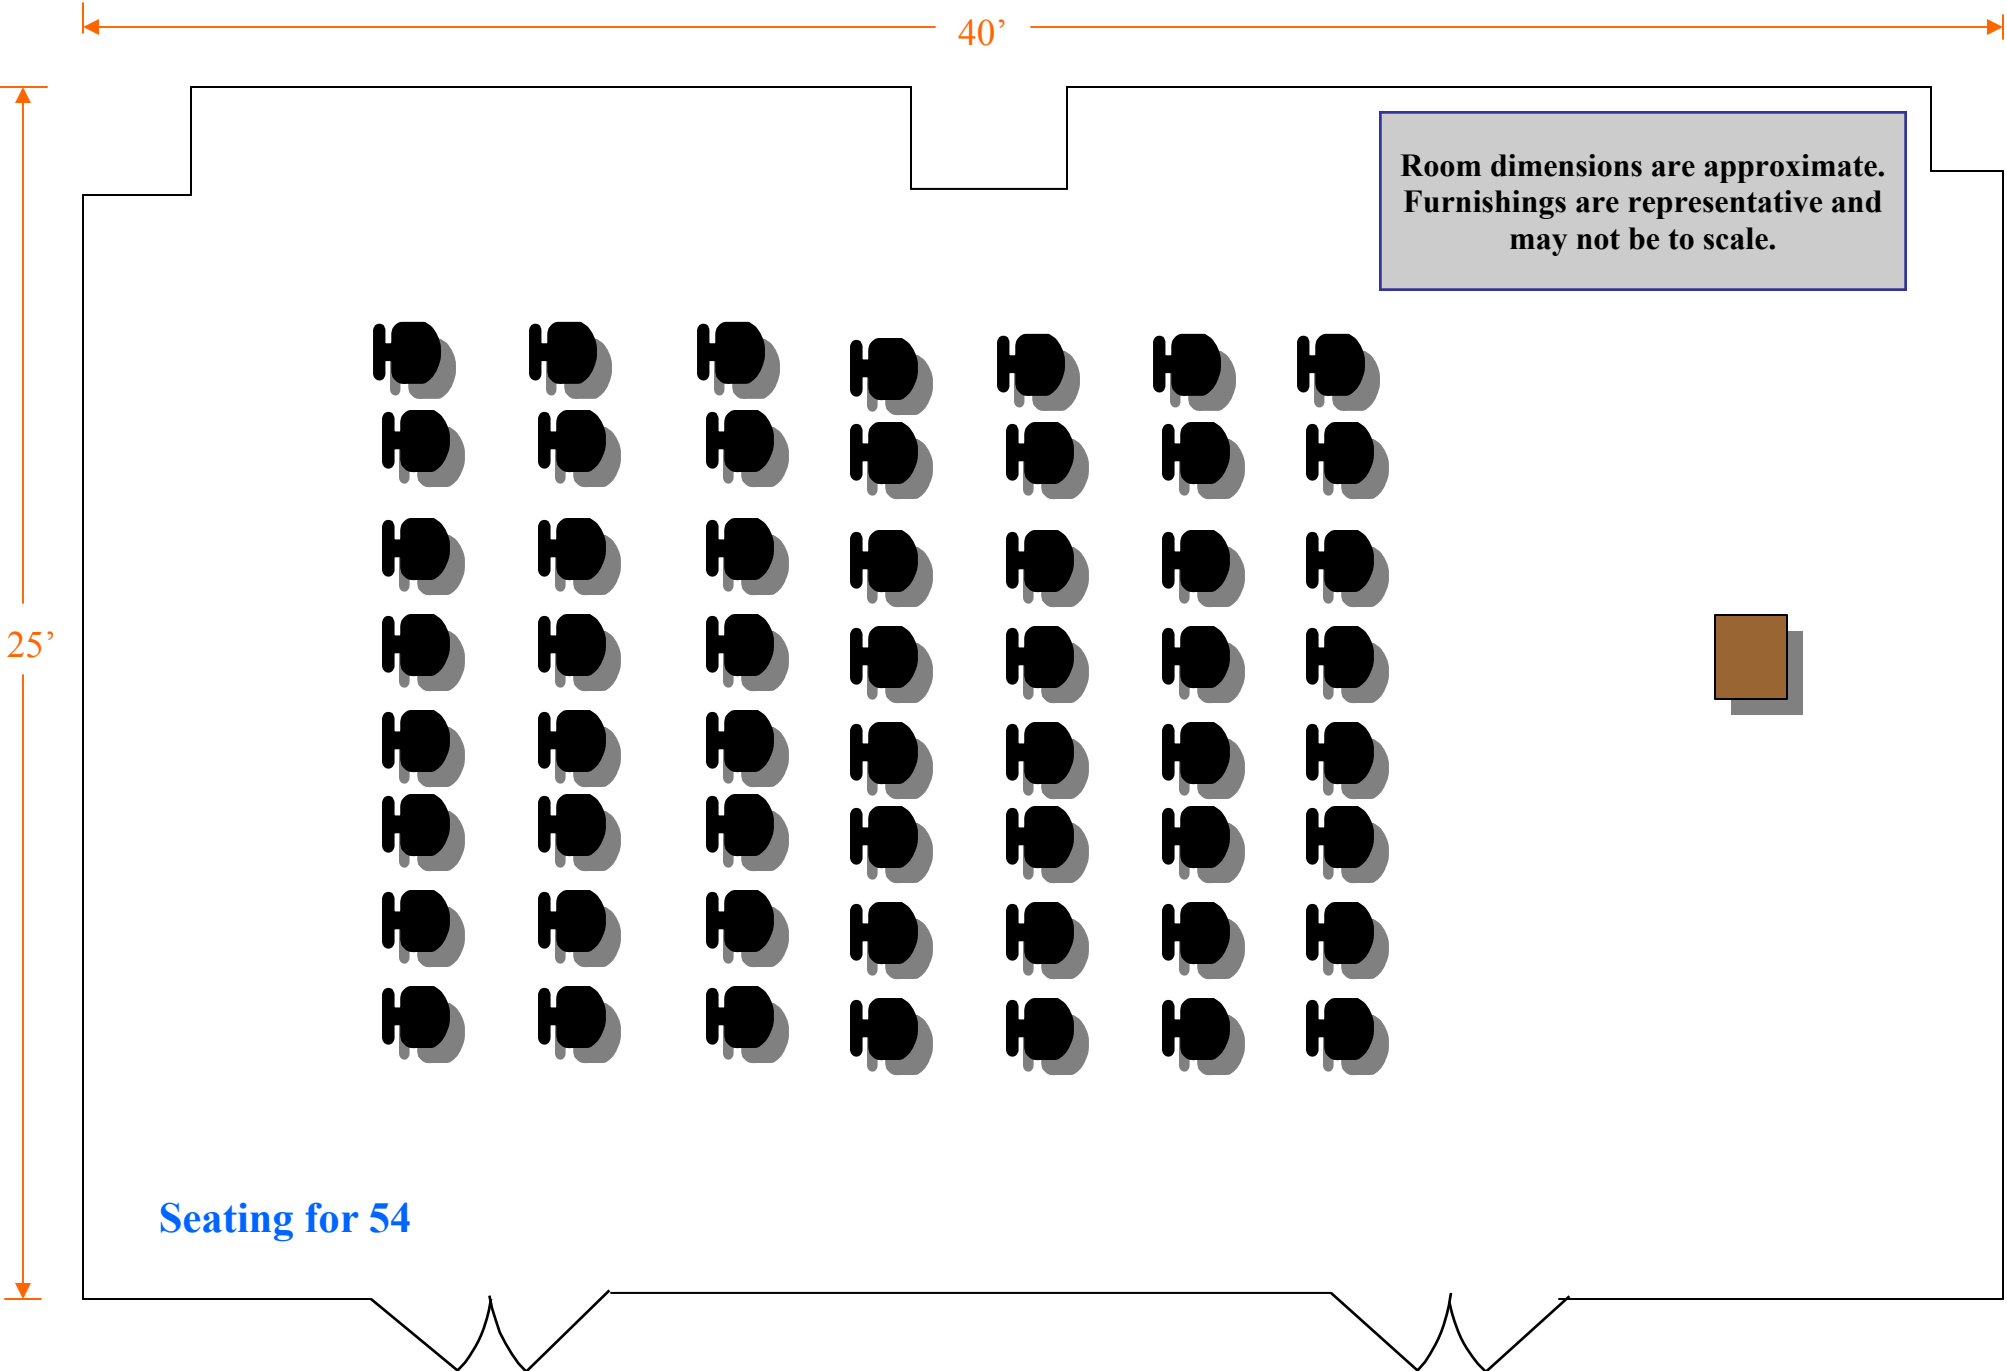 40’
Room dimensions are approximate.
Furnishings are representative and
may not be to scale.
25’
Seating for 54